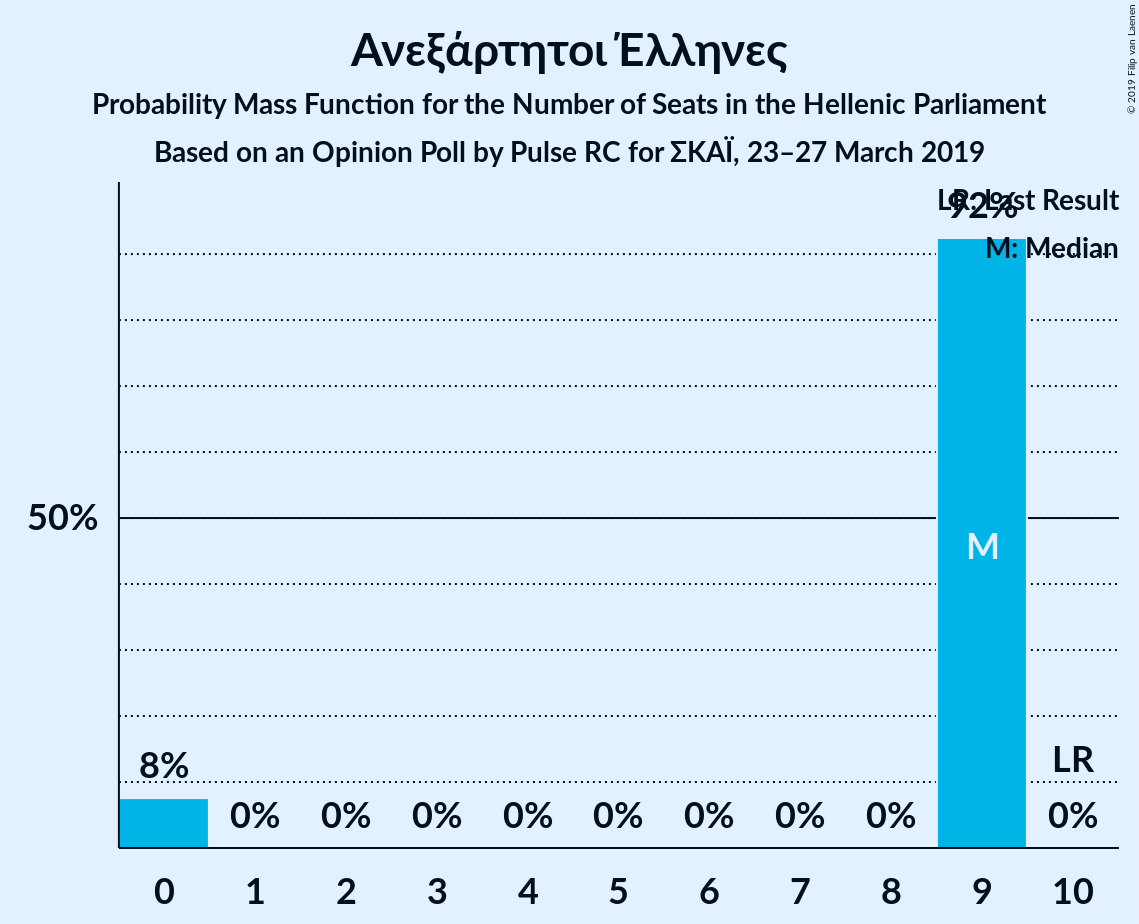 Ανεξάρτητοι Έλληνες
Probability Mass Function for the Number of Seats in the Hellenic Parliament
Based on an Opinion Poll by Pulse RC for ΣΚΑΪ, 23–27 March 2019
© 2019 Filip van Laenen
LR: Last Result
92%
M: Median
50%
M
8%
LR
0% 0% 0% 0% 0% 0% 0% 0% 0%
0 1 2 3 4 5 6 7 8 9 10